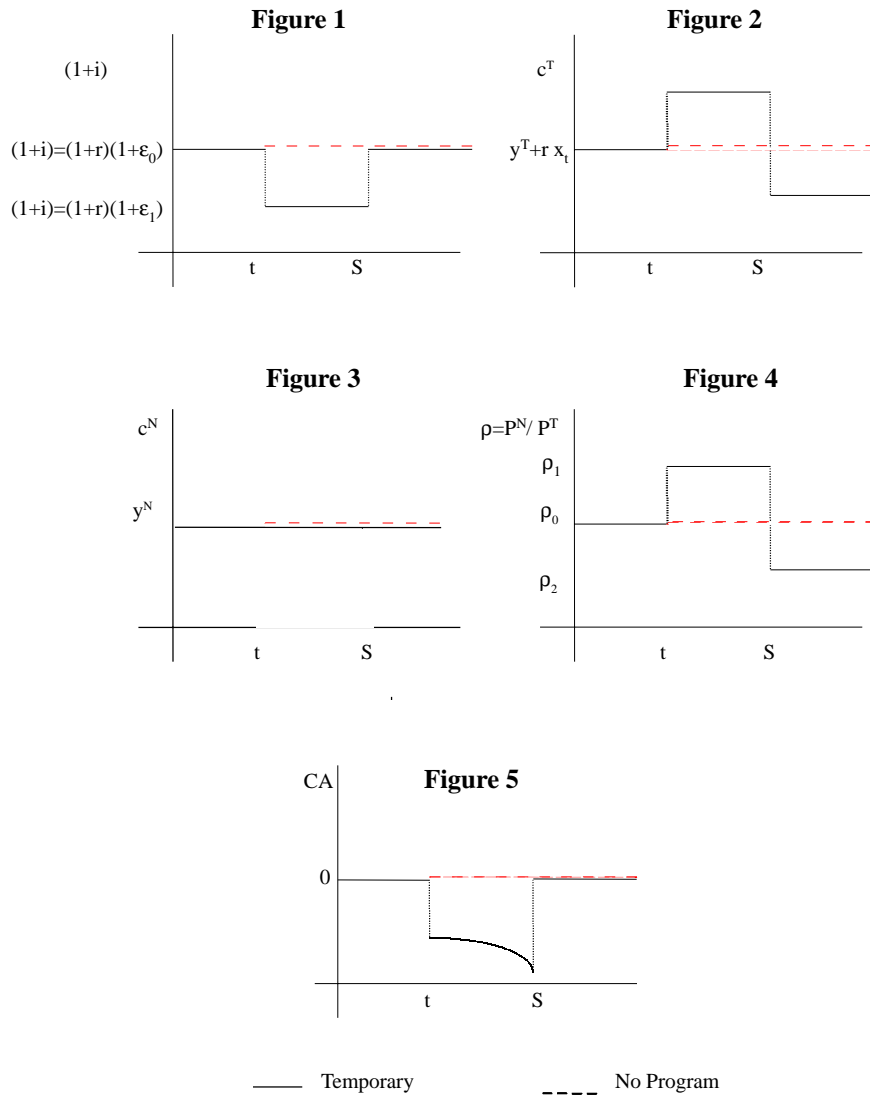 Figure 1
(1+i)
(1+i)=(1+r)(1+ε₀)
(1+i)=(1+r)(1+ε₁)
t S
Figure 2
cᵀ
yᵀ+r xₜ
t S
Figure 3
cᴺ
yᴺ
t S
Figure 4
ρ=Pᴺ/ Pᵀ
ρ₁
ρ₀
ρ₂
t S
Figure 5
CA
0
t S
Temporary No Program